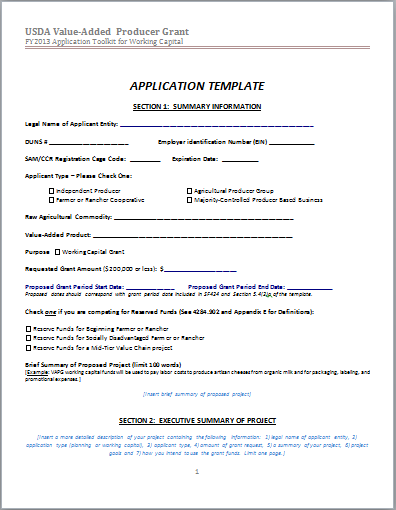 USDA Value-Added Producer Grant
FY2013 Application Toolkit for Working Capital
APPLICATION TEMPLATE
SECTION 1: SUMMARY INFORMATION
Legal Name of Applicant Entity: ____________________
DUNS # ____________________ Employer Identification Number (EIN) ____________
SAM/CCR Registration Cage Code: ________ Expiration Date: __________
Applicant Type – Please Check One:
☐ Independent Producer ☐ Agricultural Producer Group
☐ Farmer or Rancher Cooperative ☐ Majority-Controlled Producer Based Business
Raw Agricultural Commodity: ____________________
Value-Added Product: ____________________
Purpose ☐ Working Capital Grant
Requested Grant Amount ($200,000 or less): $____________________
Proposed Grant Period Start Date: ____________ Proposed Grant Period End Date: ____________
Proposed dates should correspond with grant period date included in SF424 and Section 5.4/2)a. of the template.
Check one if you are competing for Reserved Funds (See 4284.902 and Appendix E for Definitions):
☐ Reserve Funds for Beginning Farmer or Rancher
☐ Reserve Funds for Socially Disadvantaged Farmer or Rancher
☐ Reserve Funds for a Mid-Tier Value Chain project
Brief Summary of Proposed Project (limit 100 words)
[Example: VAPG working capital funds will be used to pay labor costs to produce artisan cheeses from organic milk and for packaging, labeling, and
promotional expenses.]
[Insert brief summary of proposed project]
SECTION 2: EXECUTIVE SUMMARY OF PROJECT
[Insert a more detailed description of your project containing the following information: 1) legal name of applicant entity, 2)
application type (planning or working capital), 3) applicant type, 4) amount of grant request, 5) a summary of your project, 6) project
goals and 7) how you intend to use the grant funds. Limit one page.]
1